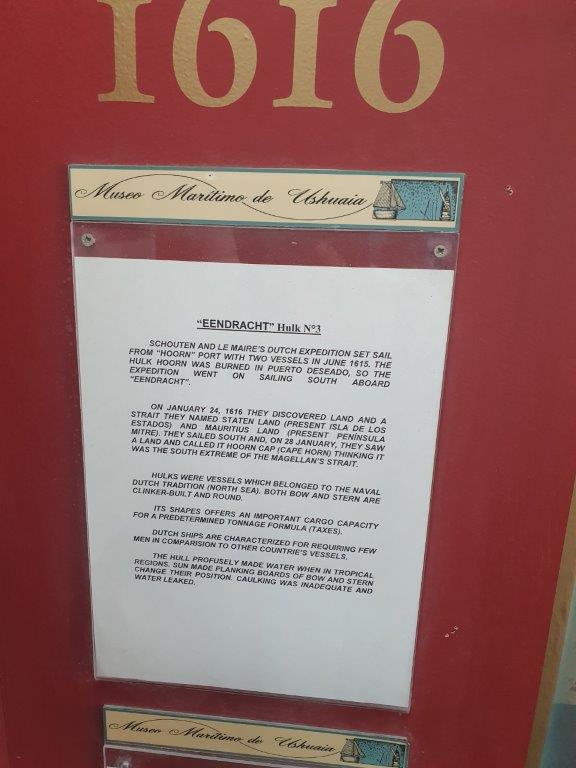 1616
Museo Marítimo de Ushuaia
"EENDRACHT" Hulk N°3
SCHOUTEN AND LE MAIRE'S DUTCH EXPEDITION SET SAIL
FROM "HOORN" PORT WITH TWO VESSELS IN JUNE 1615. THE
HULK HOORN WAS BURNED IN PUERTO DESEADO, SO THE
EXPEDITION WENT ON SAILING SOUTH ABOARD
"EENDRACHT".
ON JANUARY 24, 1616 THEY DISCOVERED LAND AND A
STRAIT THEY NAMED STATEN LAND (PRESENT ISLA DE LOS
ESTADOS) AND MAURITIUS LAND (PRESENT PENÍNSULA
MITRE). THEY SAILED SOUTH AND, ON 28 JANUARY, THEY SAW
A LAND AND CALLED IT HOORN CAP (CAPE HORN) THINKING IT
WAS THE SOUTH EXTREME OF THE MAGELLAN'S STRAIT.
HULKS WERE VESSELS WHICH BELONGED TO THE NAVAL
DUTCH TRADITION (NORTH SEA). BOTH BOW AND STERN ARE
CLINKER-BUILT AND ROUND.
ITS SHAPES OFFERS AN IMPORTANT CARGO CAPACITY
FOR A PREDETERMINED TONNAGE FORMULA (TAXES).
DUTCH SHIPS ARE CHARACTERIZED FOR REQUIRING FEW
MEN IN COMPARISION TO OTHER COUNTRIE'S VESSELS.
THE HULL PROFUSELY MADE WATER WHEN IN TROPICAL
REGIONS. SUN MADE PLANKING BOARDS OF BOW AND STERN
CHANGE THEIR POSITION. CAULKING WAS INADEQUATE AND
WATER LEAKED.
Museo Marítimo de Ushuaia